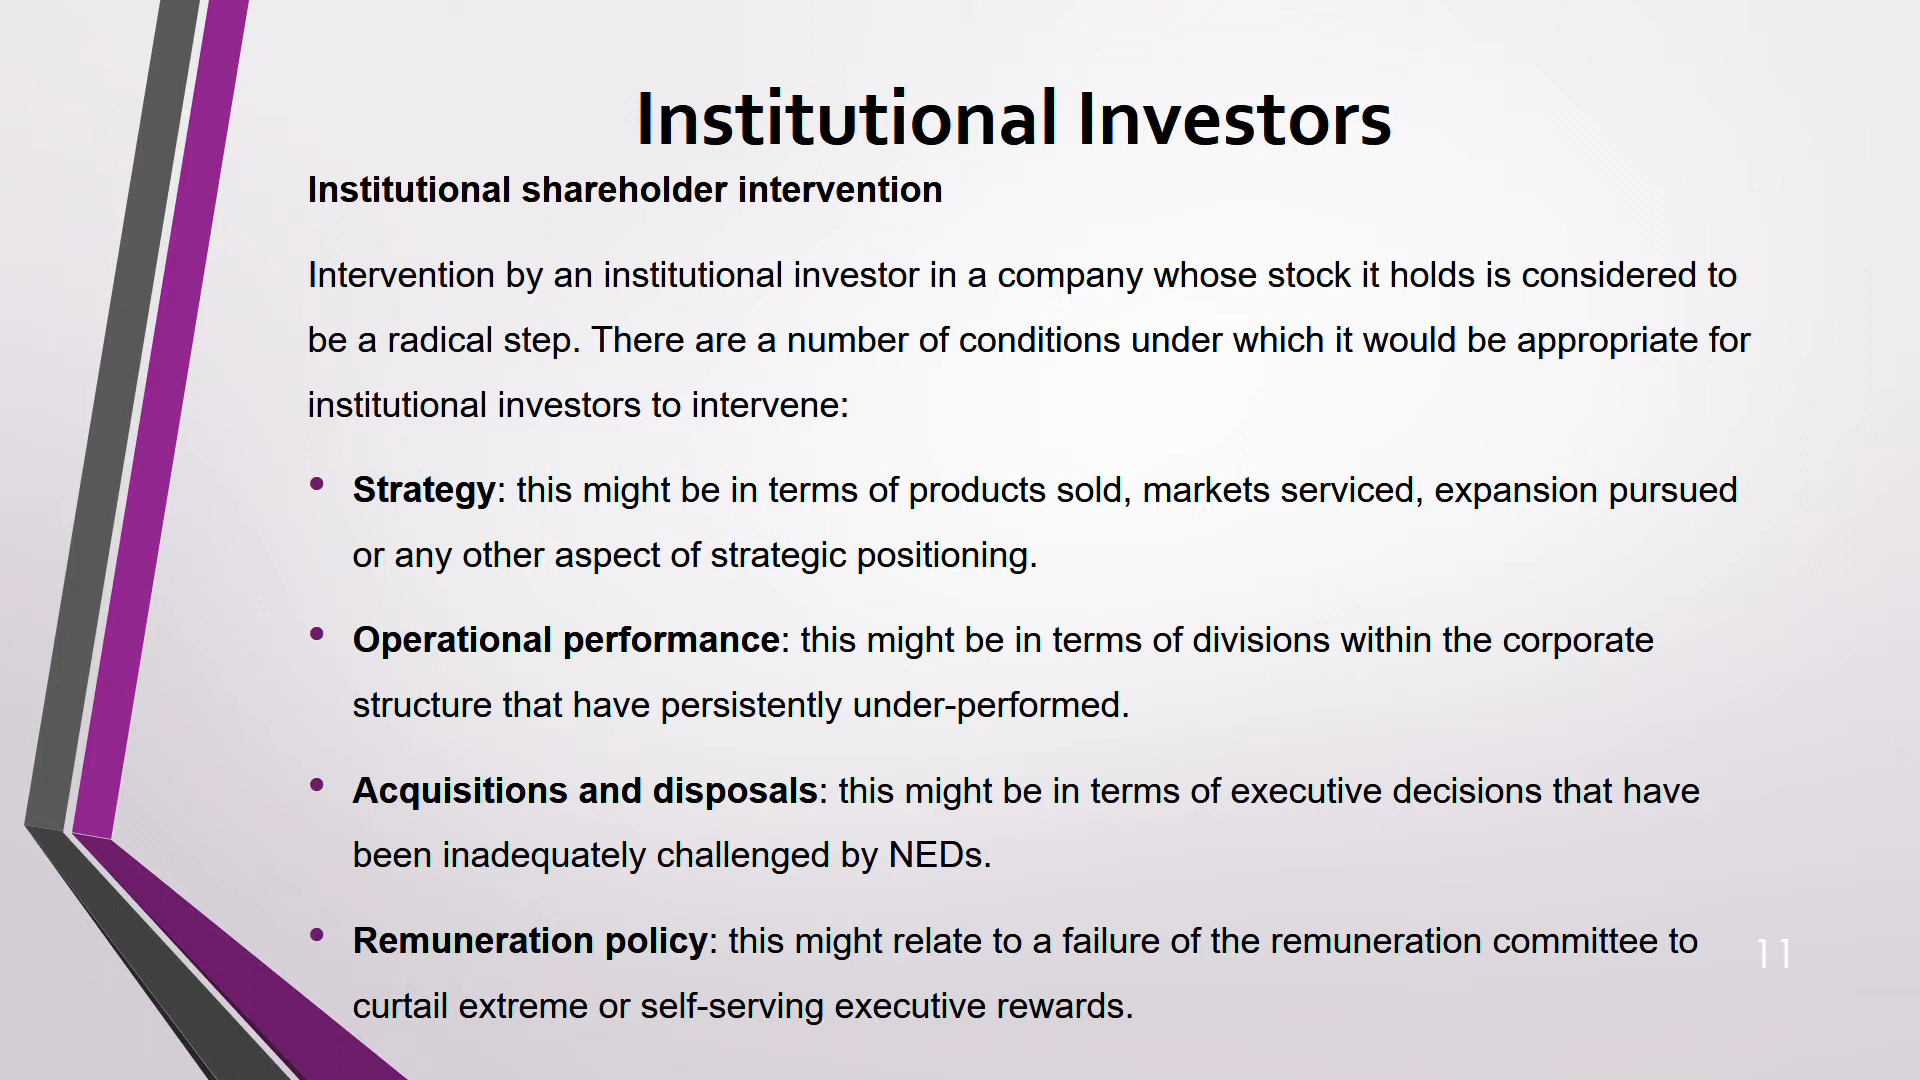 Institutional Investors
Institutional shareholder intervention
Intervention by an institutional investor in a company whose stock it holds is considered to
be a radical step. There are a number of conditions under which it would be appropriate for
institutional investors to intervene:
• Strategy: this might be in terms of products sold, markets serviced, expansion pursued
or any other aspect of strategic positioning.
• Operational performance: this might be in terms of divisions within the corporate
structure that have persistently under-performed.
• Acquisitions and disposals: this might be in terms of executive decisions that have
been inadequately challenged by NEDs.
• Remuneration policy: this might relate to a failure of the remuneration committee to
curtail extreme or self-serving executive rewards.
11